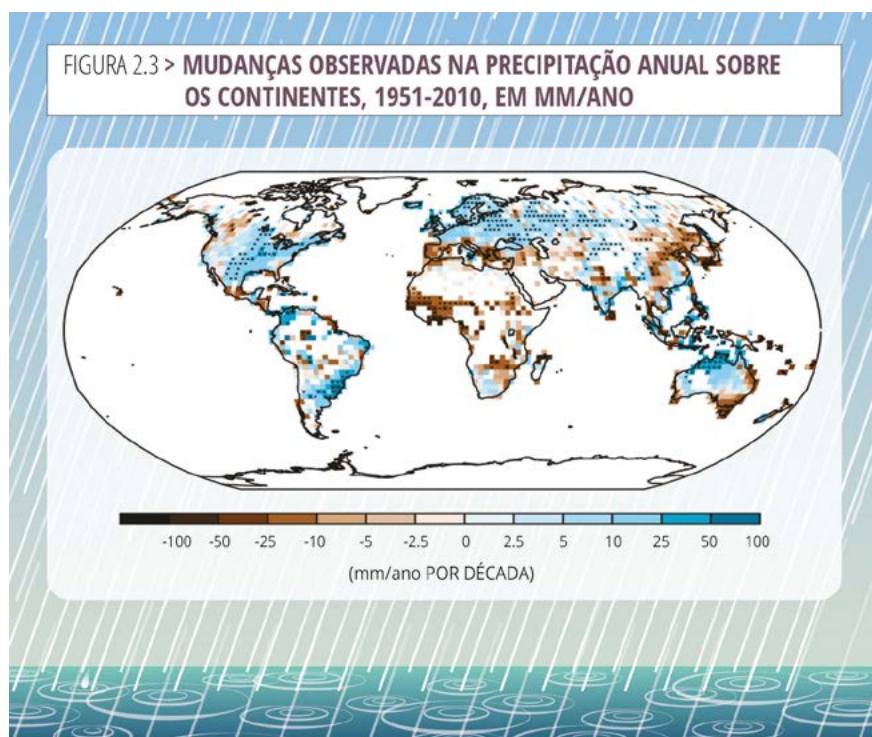 FIGURA 2.3 > MUDANÇAS OBSERVADAS NA PRECIPITAÇÃO ANUAL SOBRE
OS CONTINENTES, 1951-2010, EM MM/ANO
-100 -50 -25 -10 -5 -2.5 0 2.5 5 10 25 50 100
(mm/ano POR DÉCADA)